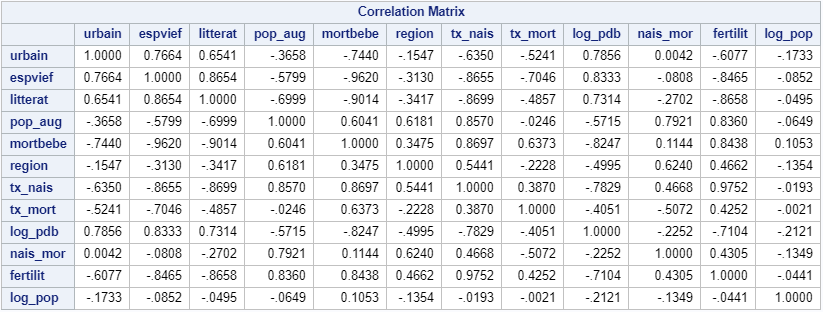 Correlation Matrix
urbain espvief litterat pop_aug mortbebe region tx_nais tx_mort log_pdb nais_mor fertilit log_pop
urbain 1.0000 0.7664 0.6541 -.3658 -.7440 -.1547 -.6350 -.5241 0.7856 0.0042 -.6077 -.1733
espvief 0.7664 1.0000 0.8654 -.5799 -.9620 -.3130 -.8655 -.7046 0.8333 -.0808 -.8465 -.0852
litterat 0.6541 0.8654 1.0000 -.6999 -.9014 -.3417 -.8699 -.4857 0.7314 -.2702 -.8658 -.0495
pop_aug -.3658 -.5799 -.6999 1.0000 0.6041 0.6181 0.8570 -.0246 -.5715 0.7921 0.8360 -.0649
mortbebe -.7440 -.9620 -.9014 0.6041 1.0000 0.3475 0.8697 0.6373 -.8247 0.1144 0.8438 0.1053
region -.1547 -.3130 -.3417 0.6181 0.3475 1.0000 0.5441 -.2228 -.4995 0.6240 0.4662 -.1354
tx_nais -.6350 -.8655 -.8699 0.8570 0.8697 0.5441 1.0000 0.3870 -.7829 0.4668 0.9752 -.0193
tx_mort -.5241 -.7046 -.4857 -.0246 0.6373 -.2228 0.3870 1.0000 -.4051 -.5072 0.4252 -.0021
log_pdb 0.7856 0.8333 0.7314 -.5715 -.8247 -.4995 -.7829 -.4051 1.0000 -.2252 -.7104 -.2121
nais_mor 0.0042 -.0808 -.2702 0.7921 0.1144 0.6240 0.4668 -.5072 -.2252 1.0000 0.4305 -.1349
fertilit -.6077 -.8465 -.8658 0.8360 0.8438 0.4662 0.9752 0.4252 -.7104 0.4305 1.0000 -.0441
log_pop -.1733 -.0852 -.0495 -.0649 0.1053 -.1354 -.0193 -.0021 -.2121 -.1349 -.0441 1.0000